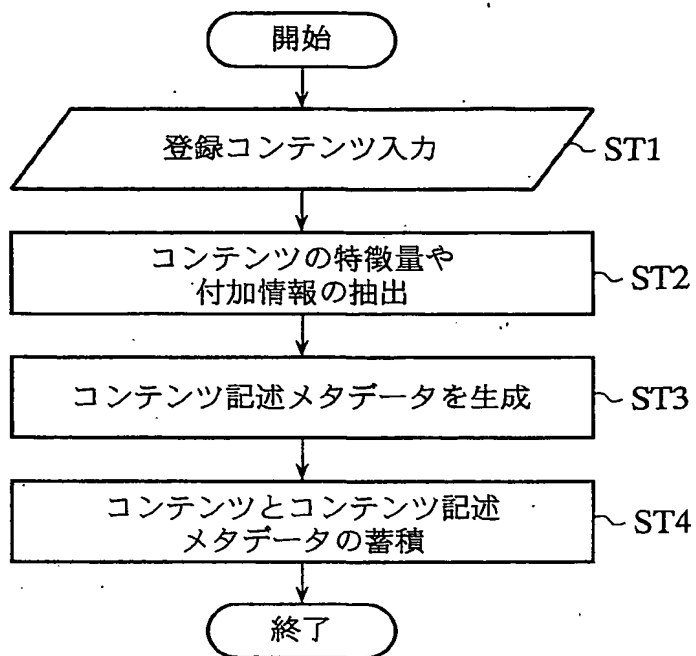 開始
登録コンテンツ入力
ST1
コンテンツの特徴量や
付加情報の抽出
ST2
コンテンツ記述メタデータを生成
ST3
コンテンツとコンテンツ記述
メタデータの蓄積
ST4
終了